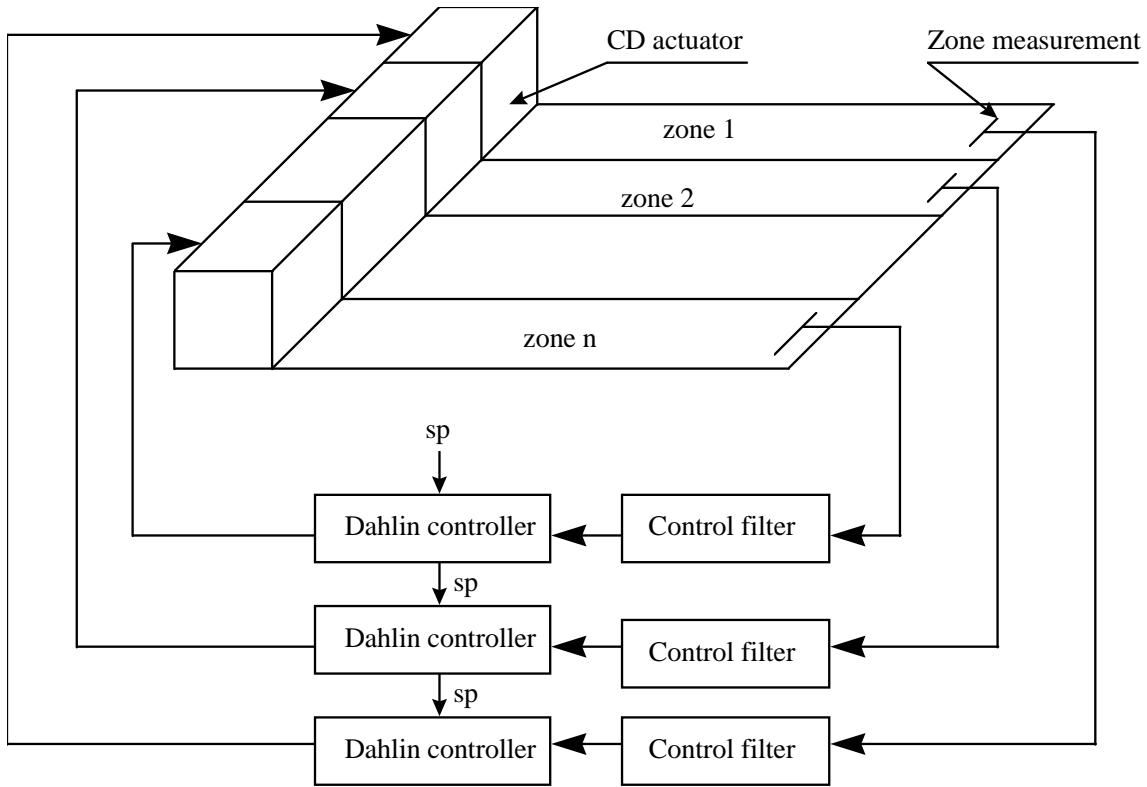 CD actuator
Zone measurement
zone 1
zone 2
zone n
sp
Dahlin controller
Control filter
sp
Dahlin controller
Control filter
sp
Dahlin controller
Control filter